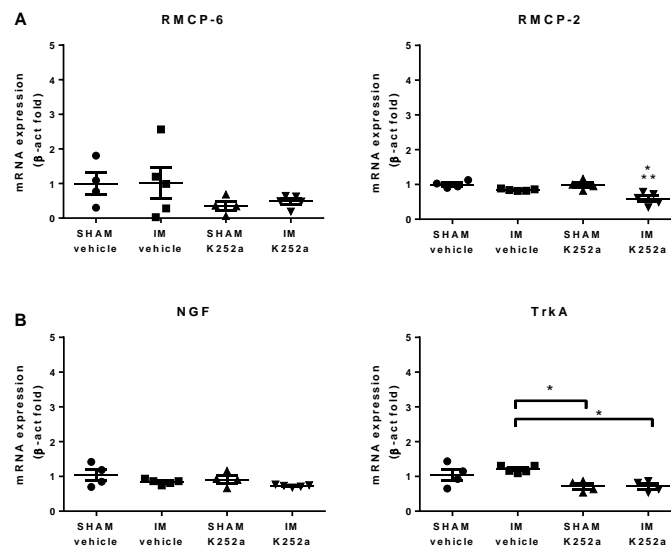 A
RMCP-6
mRNA expression
(β-act fold)
5
4
3
2
1
0
SHAM
vehicle
IM
vehicle
SHAM
K252a
IM
K252a
RMCP-2
mRNA expression
(β-act fold)
5
4
3
2
1
0
*
**
SHAM
vehicle
IM
vehicle
SHAM
K252a
IM
K252a
B
NGF
mRNA expression
(β-act fold)
5
4
3
2
1
0
SHAM
vehicle
IM
vehicle
SHAM
K252a
IM
K252a
TrkA
mRNA expression
(β-act fold)
5
4
3
2
1
0
*
*
SHAM
vehicle
IM
vehicle
SHAM
K252a
IM
K252a